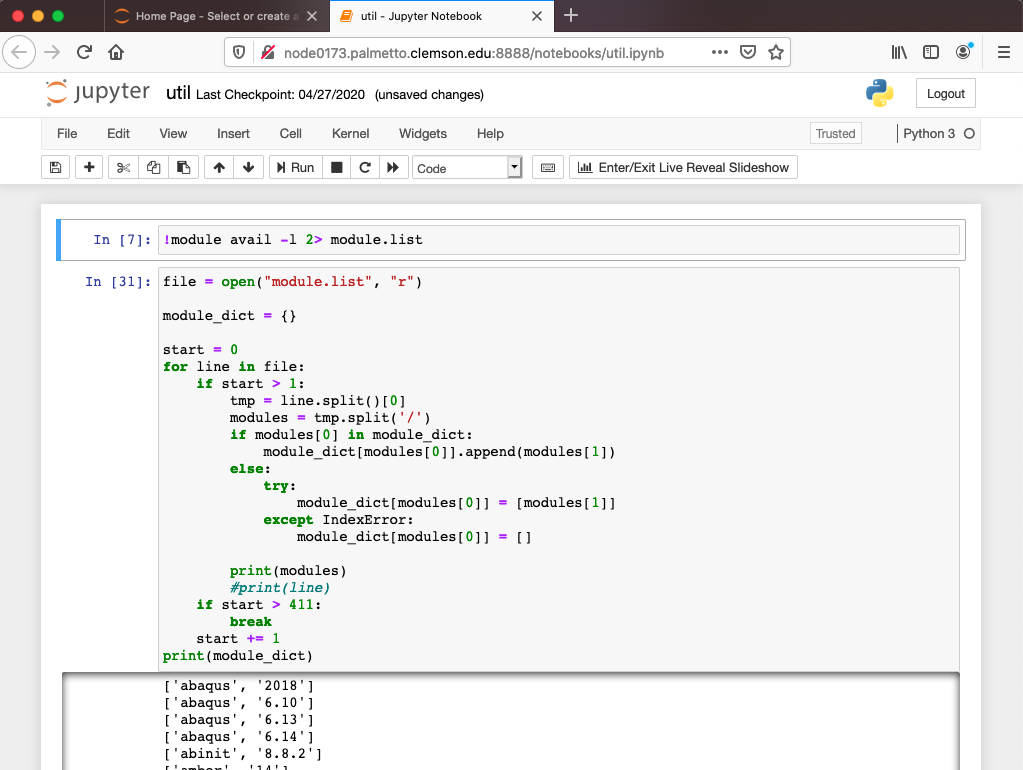 Home Page - Select or create a
util - Jupyter Notebook
node0173.palmetto.clemson.edu:8888/notebooks/util.ipynb
jupyter util Last Checkpoint: 04/27/2020 (unsaved changes)
Logout
File Edit View Insert Cell Kernel Widgets Help Trusted Python 3
Run Code Enter/Exit Live Reveal Slideshow
In [7]: !module avail -l 2> module.list
In [31]: file = open("module.list", "r")
module_dict = {}
start = 0
for line in file:
    if start > 1:
        tmp = line.split()[0]
        modules = tmp.split('/')
        if modules[0] in module_dict:
            module_dict[modules[0]].append(modules[1])
        else:
            try:
                module_dict[modules[0]] = [modules[1]]
            except IndexError:
                module_dict[modules[0]] = []
        print(modules)
        #print(line)
    if start > 411:
        break
    start += 1
print(module_dict)
['abaqus', '2018']
['abaqus', '6.10']
['abaqus', '6.13']
['abaqus', '6.14']
['abinit', '8.8.2']
['amber', '14']